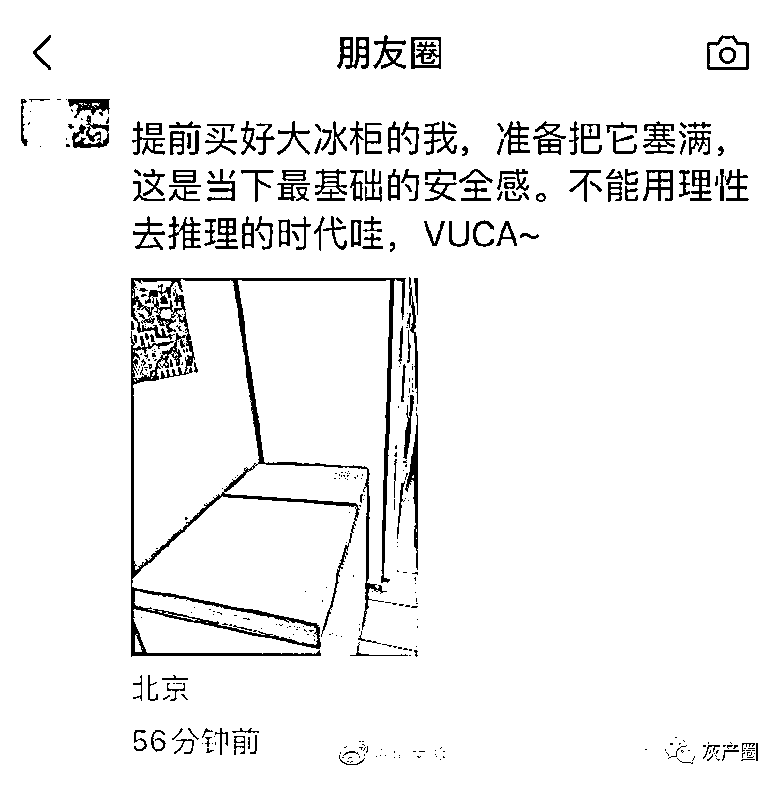 朋友圈
提前买好大冰柜的我，准备把它塞满，
这是当下最基础的安全感。不能用理性
去推理的时代哇，VUCA~
北京
56分钟前
灰产圈